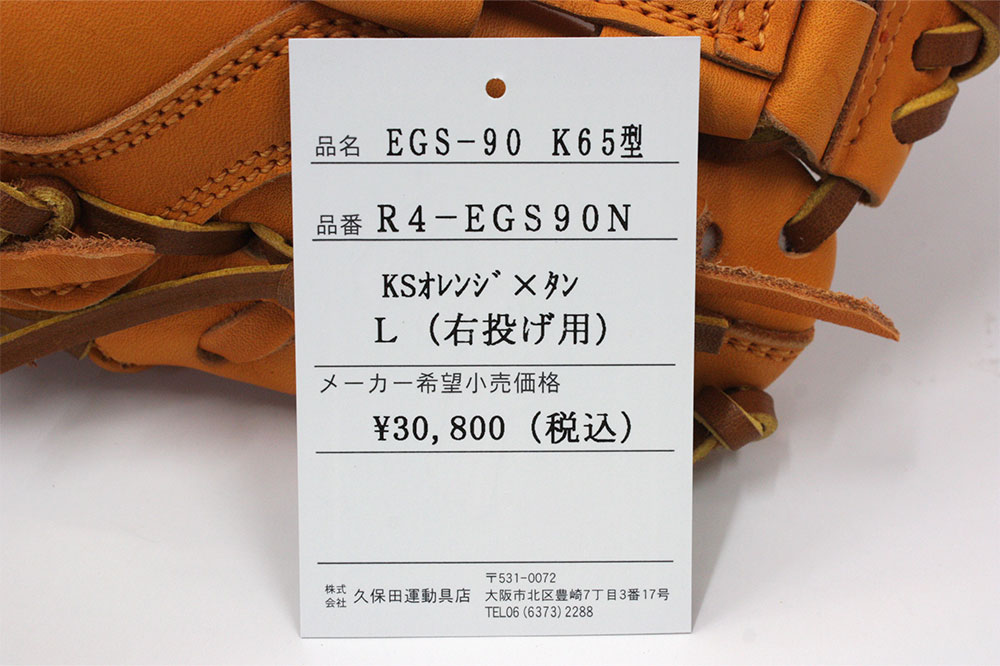 品名 EGS-90 K65型
品番 R4-EGS90N
KSｵﾚﾝｼﾞ×ﾀﾝ
L (右投げ用)
メーカー希望小売価格
¥30,800 (税込)
株式会社 久保田運動具店
〒531-0072
大阪市北区豊崎7丁目3番17号
TEL06(6373)2288